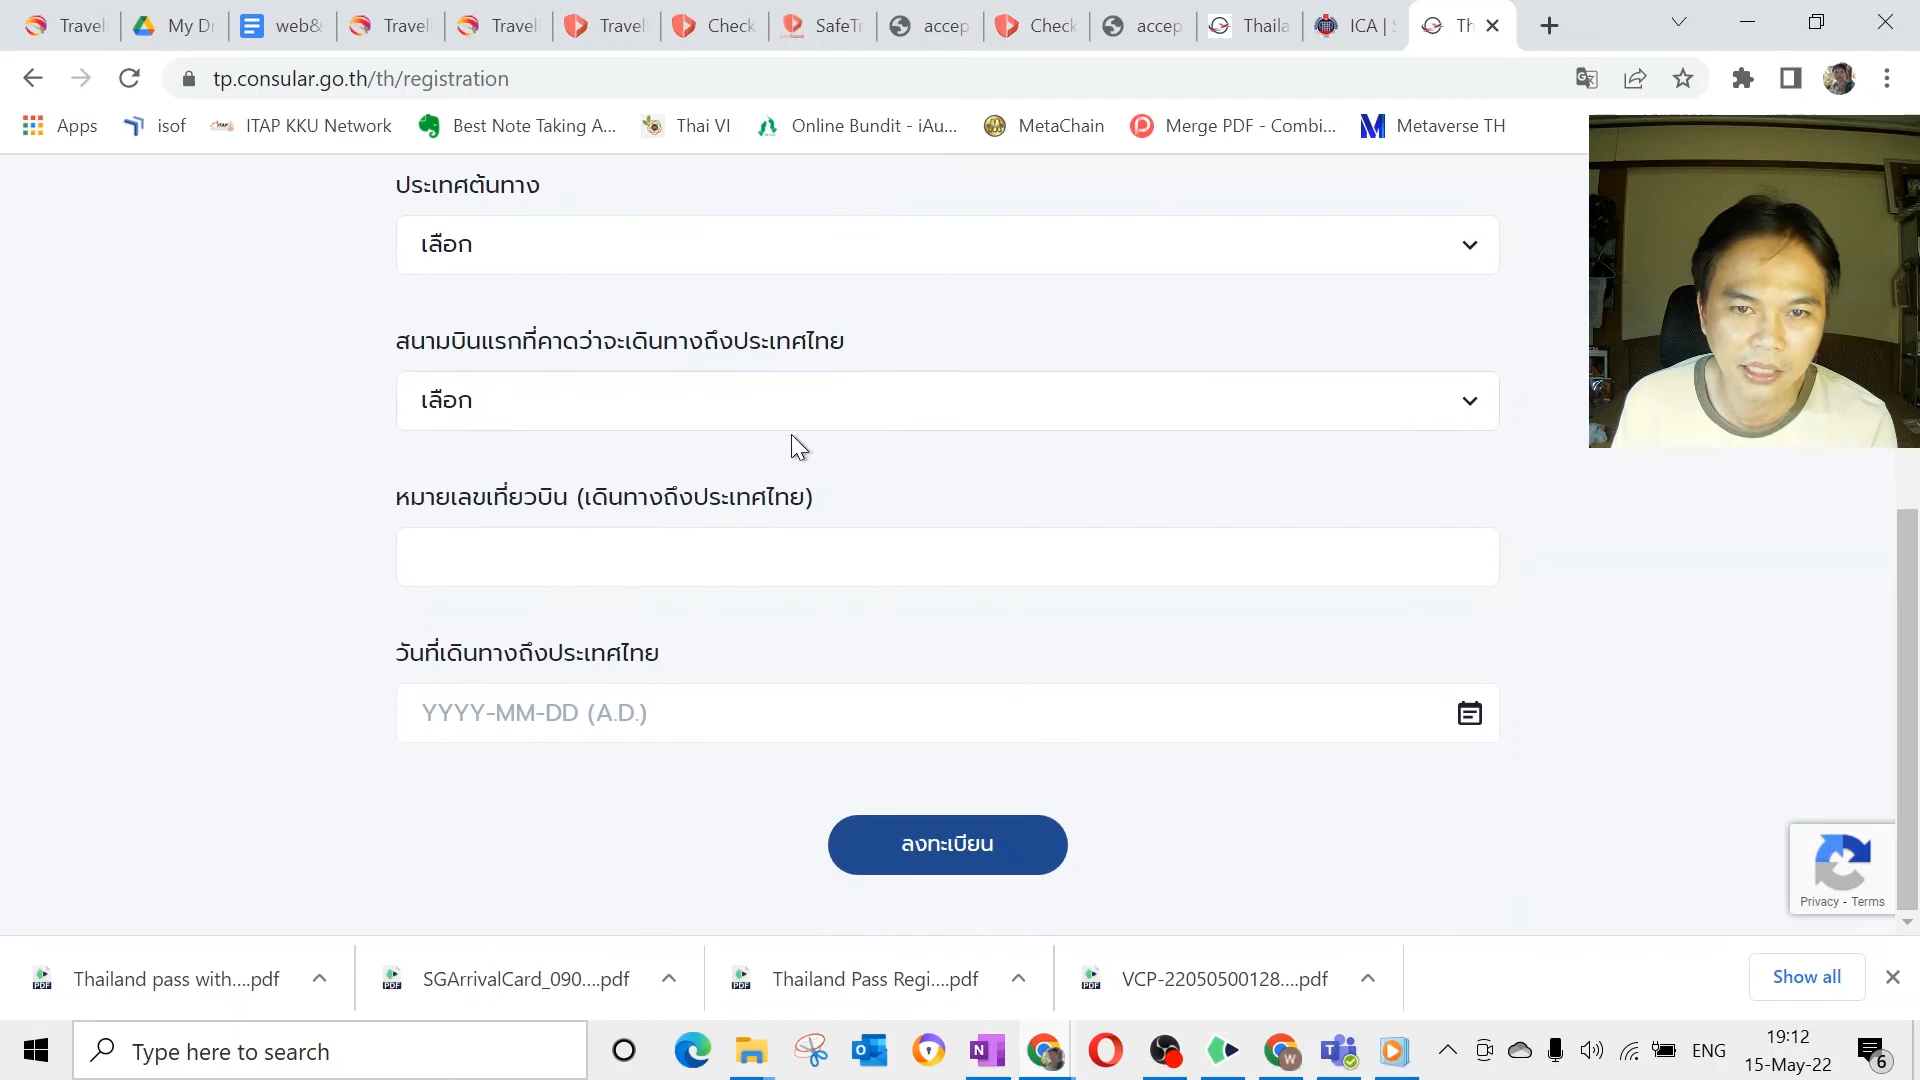 Travel
My Dr
web&
Travel
Travel
Travel
Check
SafeTr
accep
Check
accep
Thaila
ICA | S
Th
tp.consular.go.th/th/registration
Apps
isof
ITAP KKU Network
Best Note Taking A...
Thai VI
Online Bundit - iAu...
MetaChain
Merge PDF - Combi...
Metaverse TH
ประเทศต้นทาง
เลือก
สนามบินแรกที่คาดว่าจะเดินทางถึงประเทศไทย
เลือก
หมายเลขเที่ยวบิน (เดินทางถึงประเทศไทย)
วันที่เดินทางถึงประเทศไทย
YYYY-MM-DD (A.D.)
ลงทะเบียน
Privacy - Terms
Thailand pass with....pdf
SGArrivalCard_090....pdf
Thailand Pass Regi....pdf
VCP-22050500128....pdf
Show all
Type here to search
ENG
19:12
15-May-22
6